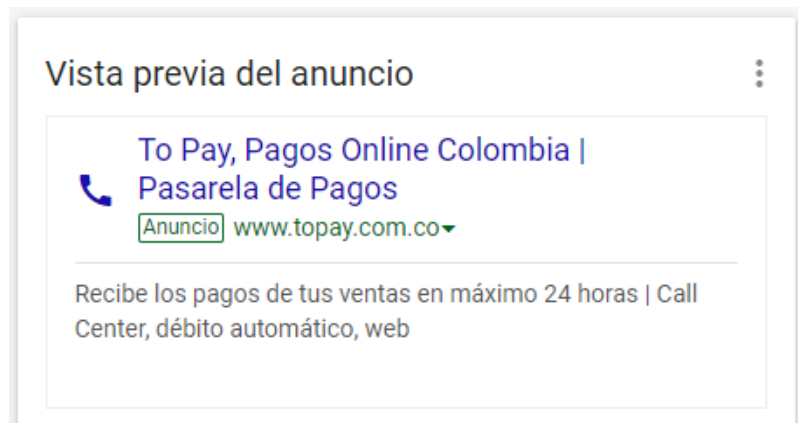 Vista previa del anuncio
To Pay, Pagos Online Colombia |
Pasarela de Pagos
Anuncio www.topay.com.co
Recibe los pagos de tus ventas en máximo 24 horas | Call
Center, débito automático, web